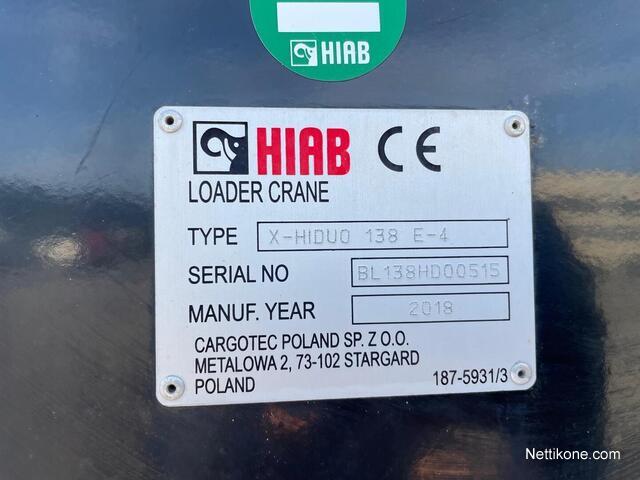 HIAB
HIAB CE
LOADER CRANE
TYPE X-HIDUO 138 E-4
SERIAL NO BL138HD00515
MANUF. YEAR 2018
CARGOTEC POLAND SP. Z O.O.
METALOWA 2, 73-102 STARGARD
POLAND 187-5931/3
Nettikone.com